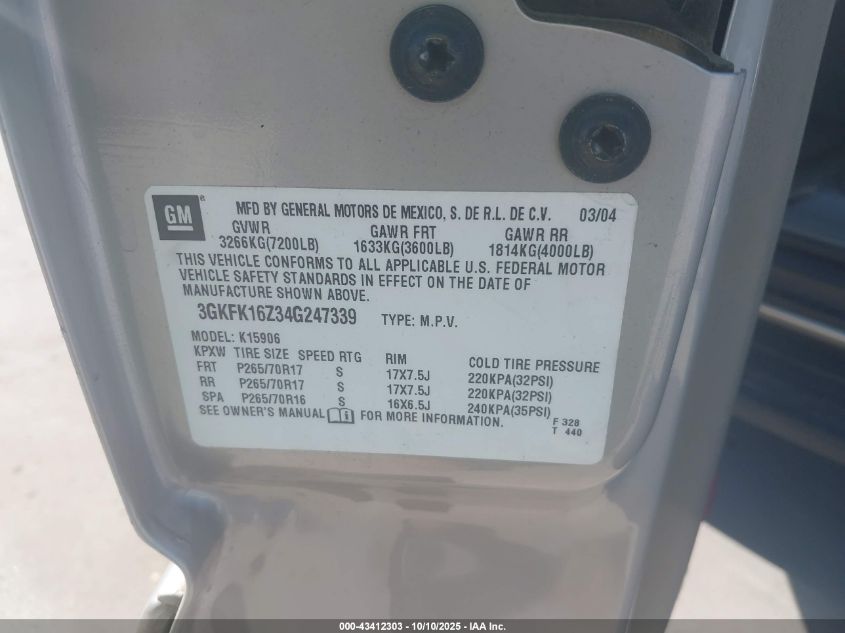 GM ®
MFD BY GENERAL MOTORS DE MEXICO, S. DE R.L. DE C.V. 03/04
GVWR GAWR FRT GAWR RR
3266KG(7200LB) 1633KG(3600LB) 1814KG(4000LB)
THIS VEHICLE CONFORMS TO ALL APPLICABLE U.S. FEDERAL MOTOR
VEHICLE SAFETY STANDARDS IN EFFECT ON THE DATE OF
MANUFACTURE SHOWN ABOVE.
3GKFK16Z34G247339 TYPE: M.P.V.
MODEL: K15906
KPXW TIRE SIZE SPEED RTG RIM COLD TIRE PRESSURE
FRT P265/70R17 S 17X7.5J 220KPA(32PSI)
RR P265/70R17 S 17X7.5J 220KPA(32PSI)
SPA P265/70R16 S 16X6.5J 240KPA(35PSI)
SEE OWNER'S MANUAL i FOR MORE INFORMATION.
F 328
T 440
000-43412303 - 10/10/2025 - IAA Inc.